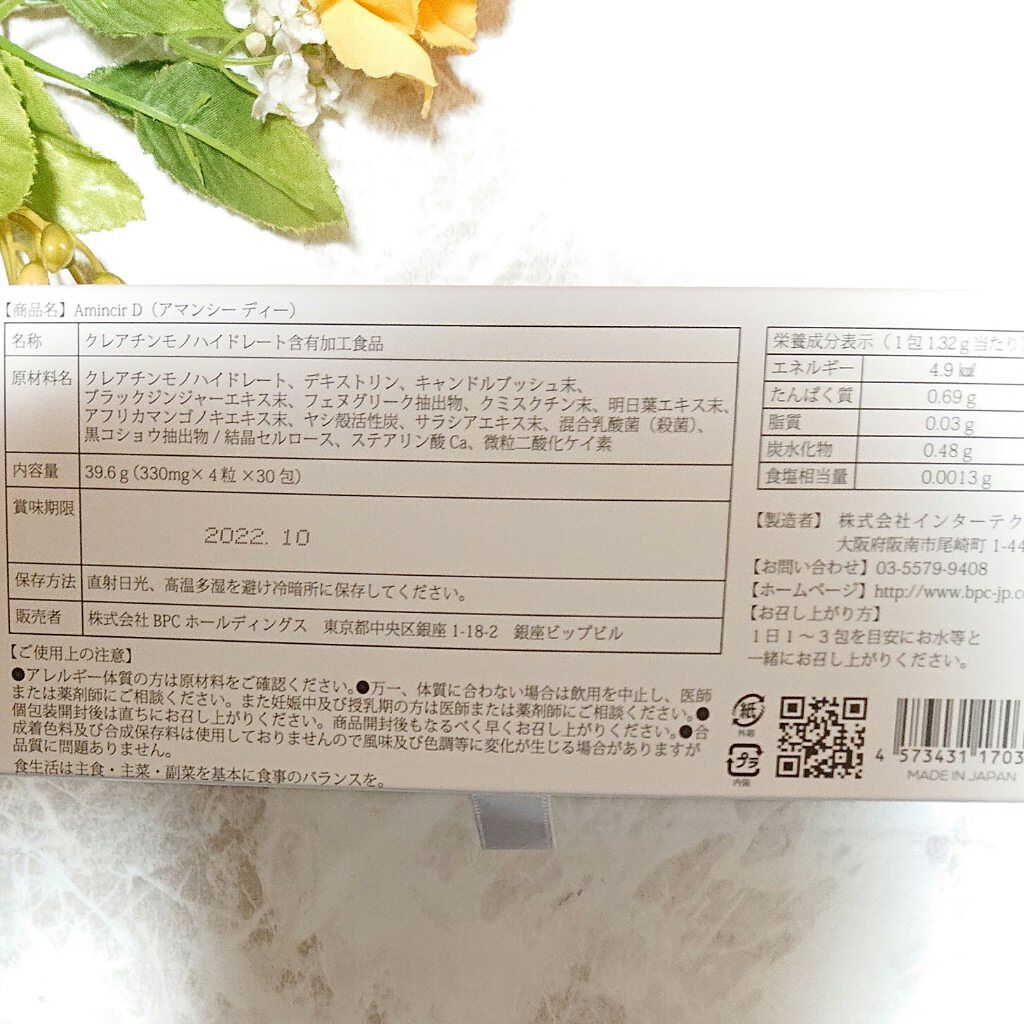 【商品名】Amincir D（アマンシー ディー）
名称 クレアチンモノハイドレート含有加工食品
原材料名 クレアチンモノハイドレート、デキストリン、キャンドルブッシュ末、
ブラックジンジャーエキス末、フェヌグリーク抽出物、クミスクチン末、明日葉エキス末、
アフリカマンゴノキエキス末、ヤシ殻活性炭、サラシアエキス末、混合乳酸菌（殺菌）、
黒コショウ抽出物 / 結晶セルロース、ステアリン酸 Ca、微粒二酸化ケイ素
内容量 39.6ｇ（330mg× 4 粒 ×30 包）
賞味期限 2022. 10
保存方法 直射日光、高温多湿を避け冷暗所に保存してください。
販売者 株式会社 BPC ホールディングス 東京都中央区銀座 1-18-2 銀座ビップビル
【ご使用上の注意】
●アレルギー体質の方は原材料をご確認ください。●万一、体質に合わない場合は飲用を中止し、医師
または薬剤師にご相談ください。また妊娠中及び授乳期の方は医師または薬剤師にご相談ください。●
個包装開封後は直ちにお召し上がりください。商品開封後もなるべく早くお召し上がりください。●合
成着色料及び合成保存料は使用しておりませんので風味及び色調等に変化が生じる場合がありますが
品質に問題ありません。
食生活は主食・主菜・副菜を基本に食事のバランスを。
栄養成分表示（1 包 1.32ｇ当たり）
エネルギー 4.9 ㎉
たんぱく質 0.69ｇ
脂質 0.03ｇ
炭水化物 0.48ｇ
食塩相当量 0.0013ｇ
【製造者】 株式会社インターテク
大阪府阪南市尾崎町 1-44
【お問い合わせ】03-5579-9408
【ホームページ】http://www.bpc-jp.co
【お召し上がり方】
1 日 1 ～ 3 包を目安にお水等と
一緒にお召し上がりください。
紙
外箱
プラ
内装
4 573431 1703
MADE IN JAPAN